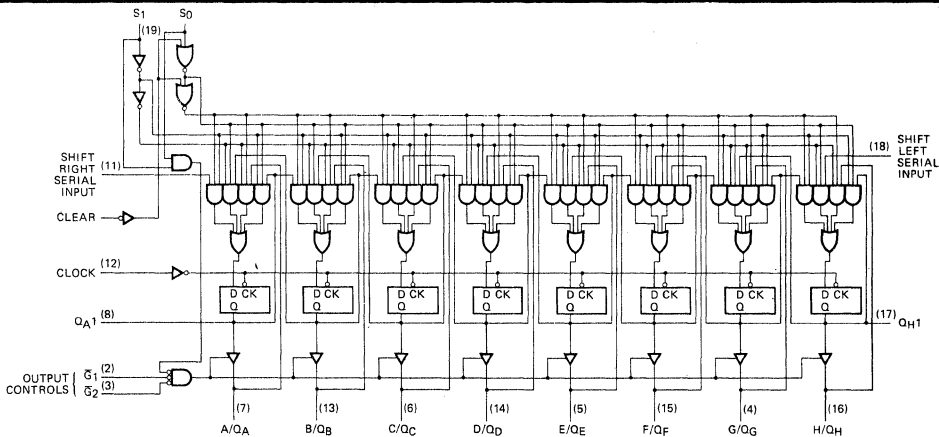 S1 S0
(19)
(18) SHIFT
LEFT
SERIAL
INPUT
SHIFT
RIGHT (11)
SERIAL
INPUT
CLEAR
CLOCK (12)
D CK D CK D CK D CK D CK D CK D CK D CK
Q Q Q Q Q Q Q Q
QA1 (8)
(17) QH1
OUTPUT CONTROLS
G̅1 (2)
G̅2 (3)
(7) (13) (6) (14) (5) (15) (4) (16)
A/QA B/QB C/QC D/QD E/QE F/QF G/QG H/QH